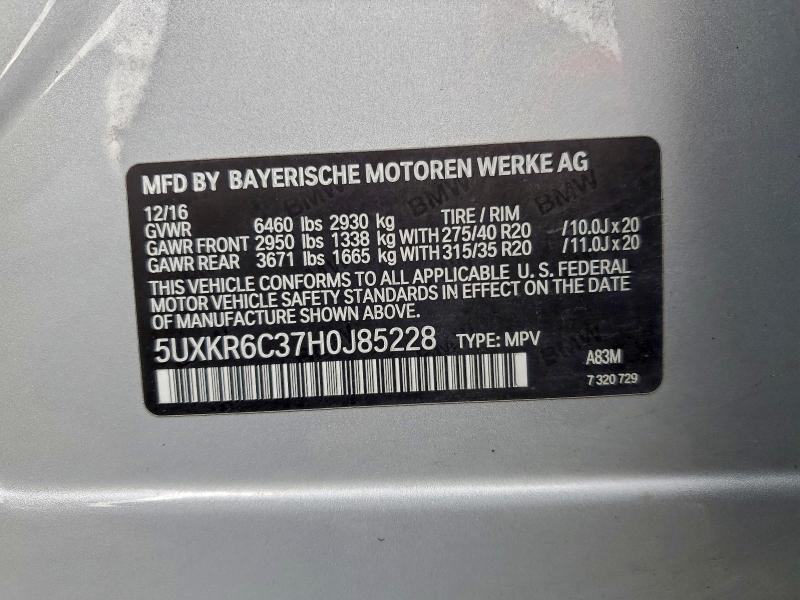 MFD BY BAYERISCHE MOTOREN WERKE AG
12/16
GVWR 6460 lbs 2930 kg TIRE / RIM
GAWR FRONT 2950 lbs 1338 kg WITH 275/40 R20 /10.0J x 20
GAWR REAR 3671 lbs 1665 kg WITH 315/35 R20 /11.0J x 20
THIS VEHICLE CONFORMS TO ALL APPLICABLE U. S. FEDERAL
MOTOR VEHICLE SAFETY STANDARDS IN EFFECT ON THE DATE
OF MANUFACTURE SHOWN ABOVE.
5UXKR6C37H0J85228 TYPE: MPV A83M
7 320 729